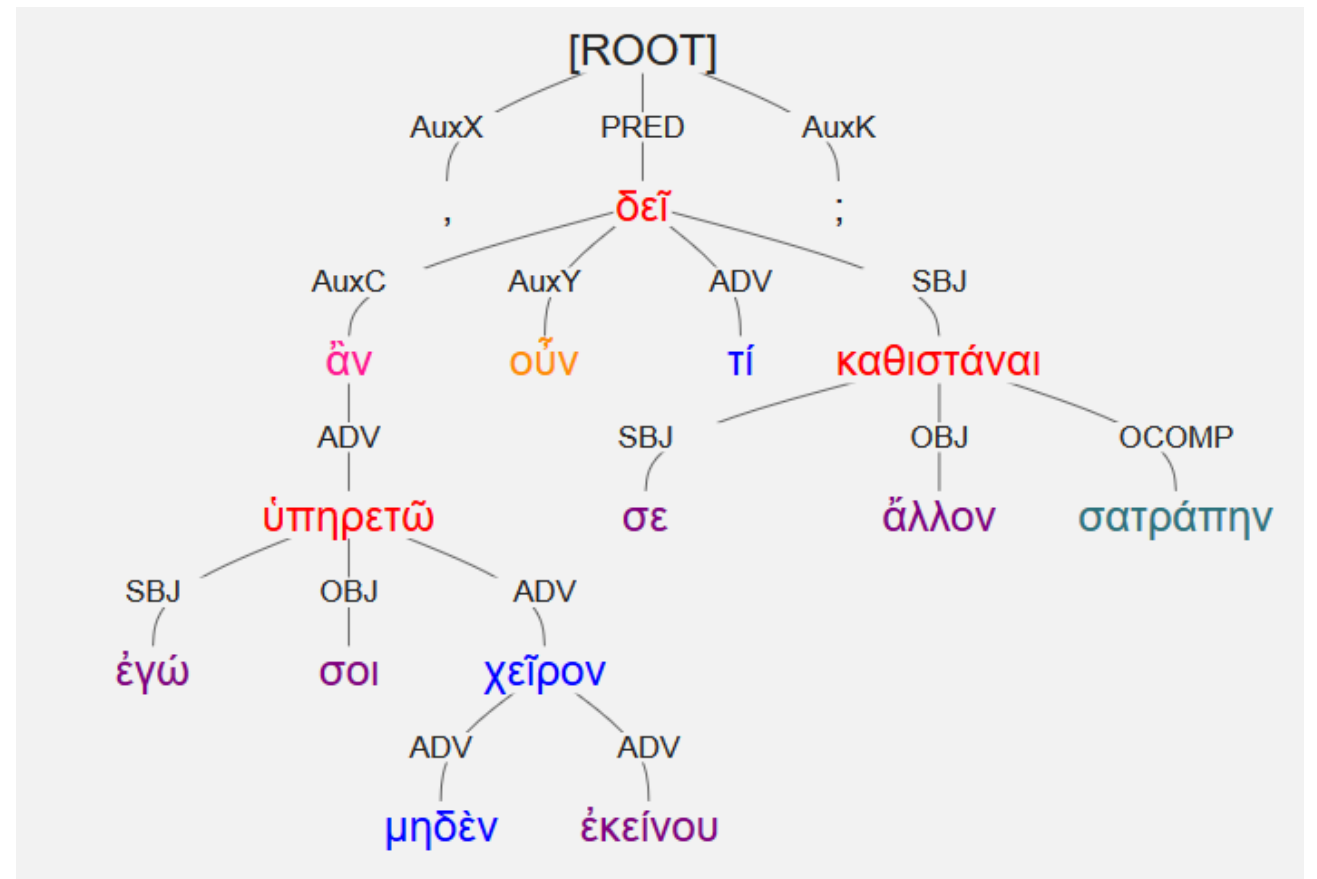 [ROOT]
AuxX PRED AuxK
, δεῖ ;
AuxC AuxY ADV SBJ
ἂν οὖν τί καθιστάναι
ADV SBJ OBJ OCOMP
ὑπηρετῶ σε ἄλλον σατράπην
SBJ OBJ ADV
ἐγώ σοι χεῖρον
ADV ADV
μηδὲν ἐκείνου